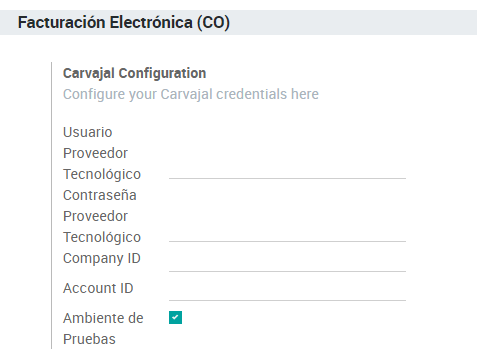 Facturación Electrónica (CO)
Carvajal Configuration
Configure your Carvajal credentials here
Usuario
Proveedor
Tecnológico
Contraseña
Proveedor
Tecnológico
Company ID
Account ID
Ambiente de
Pruebas